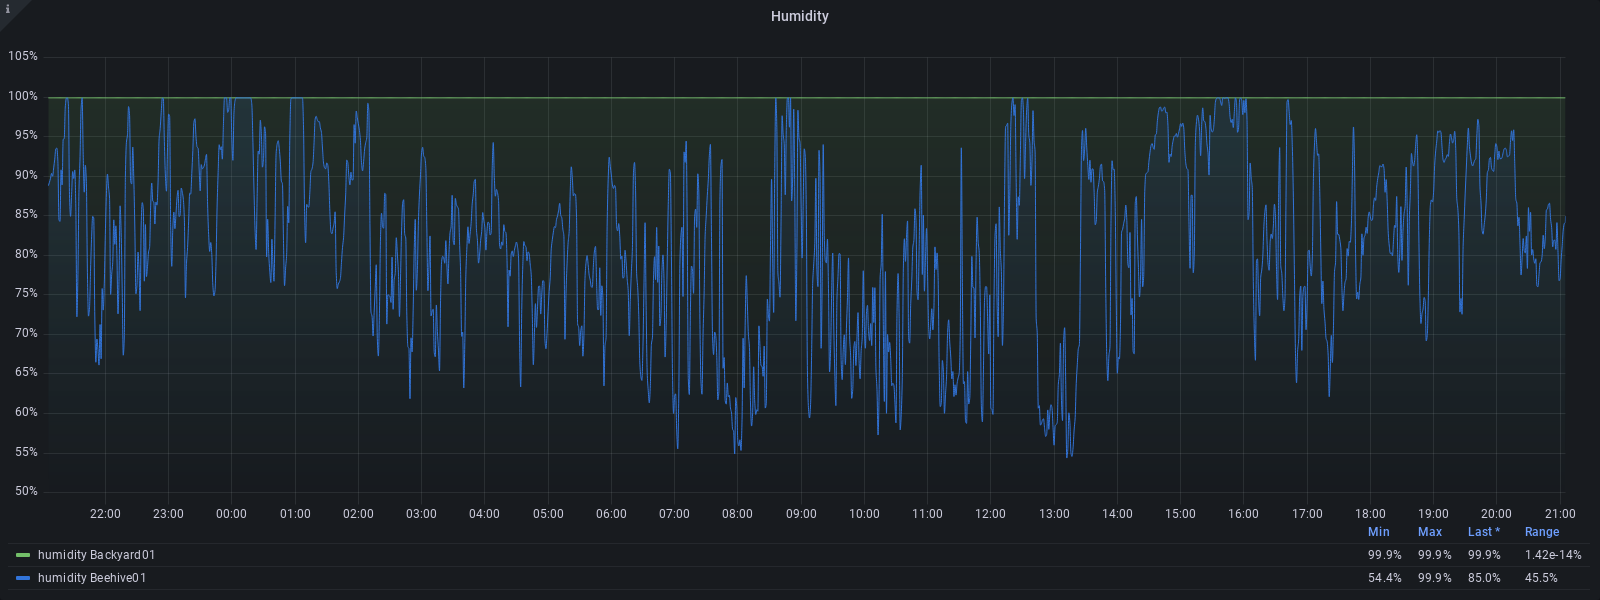 i
Humidity
105%
100%
95%
90%
85%
80%
75%
70%
65%
60%
55%
50%
22:00 23:00 00:00 01:00 02:00 03:00 04:00 05:00 06:00 07:00 08:00 09:00 10:00 11:00 12:00 13:00 14:00 15:00 16:00 17:00 18:00 19:00 20:00 21:00
Min Max Last * Range
humidity Backyard01 99.9% 99.9% 99.9% 1.42e-14%
humidity Beehive01 54.4% 99.9% 85.0% 45.5%